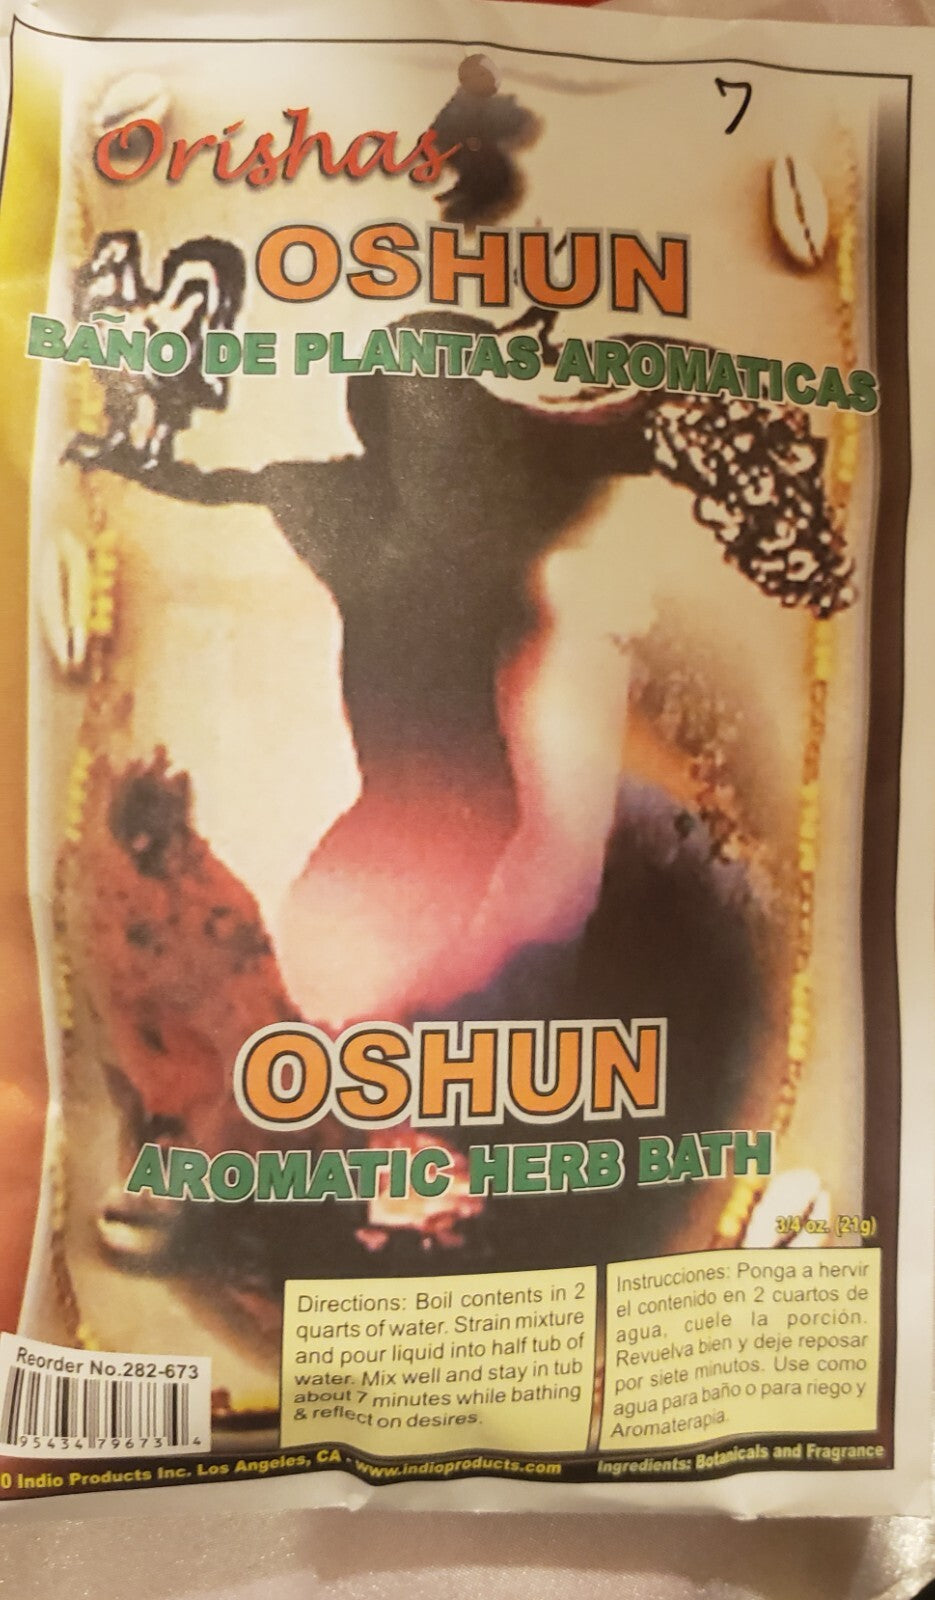 7
Orishas
OSHUN
BAÑO DE PLANTAS AROMATICAS
OSHUN
AROMATIC HERB BATH
3/4 oz. (21g)
Directions: Boil contents in 2
quarts of water. Strain mixture
and pour liquid into half tub of
water. Mix well and stay in tub
about 7 minutes while bathing
& reflect on desires.
Instrucciones: Ponga a hervir
el contenido en 2 cuartos de
agua, cuele la porción.
Revuelva bien y deje reposar
por siete minutos. Use como
agua para baño o para riego y
Aromaterapia.
Reorder No.282-673
95434 79673 4
Indio Products Inc. Los Angeles, CA - www.indioproducts.com
Ingredients: Botanicals and Fragrance